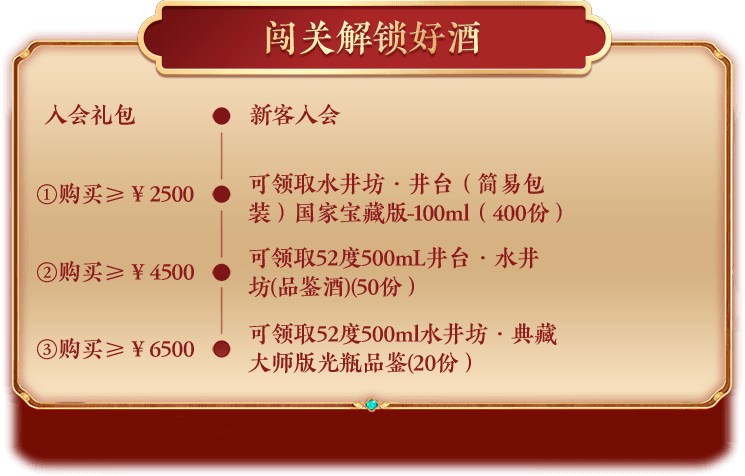 闯关解锁好酒
入会礼包
新客入会
①购买≥￥2500
可领取水井坊·井台（简易包
装）国家宝藏版-100ml（400份）
②购买≥￥4500
可领取52度500mL井台·水井
坊(品鉴酒)(50份）
③购买≥￥6500
可领取52度500ml水井坊·典藏
大师版光瓶品鉴(20份）